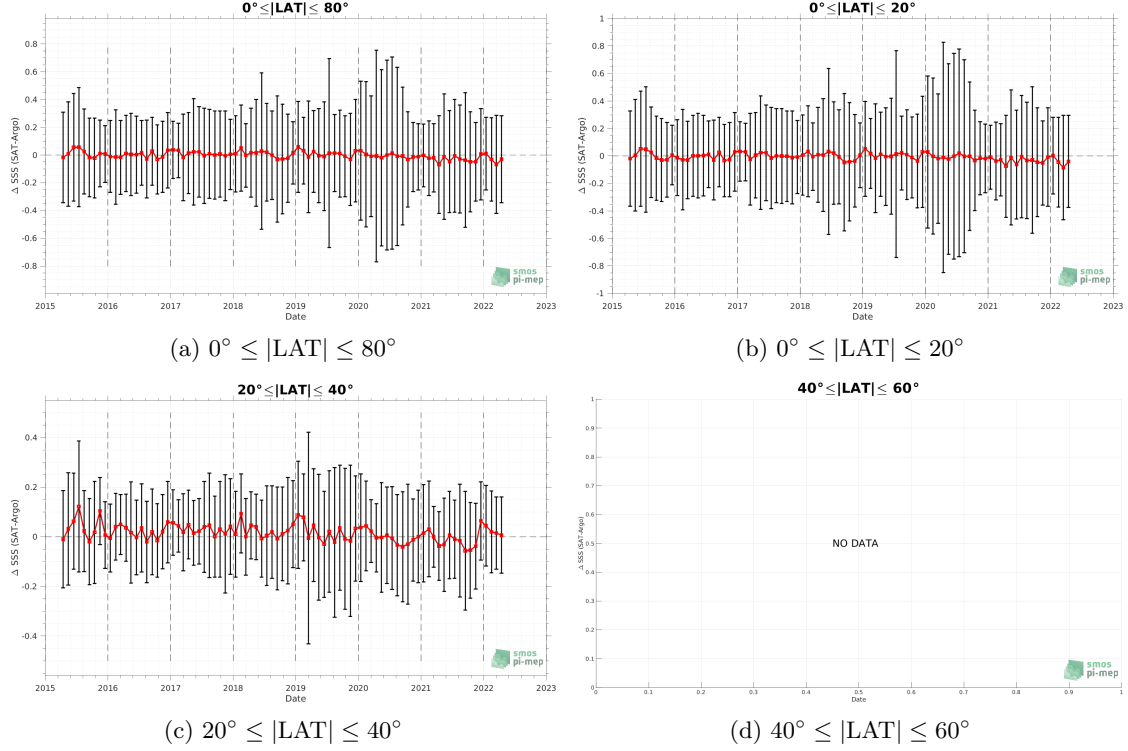 0°≤|LAT|≤ 80°
Δ SSS (SAT-Argo)
0.8
0.6
0.4
0.2
0
-0.2
-0.4
-0.6
-0.8
2015 2016 2017 2018 2019 2020 2021 2022 2023
Date
smos
pi-mep
(a) 0° ≤ |LAT| ≤ 80°
0°≤|LAT|≤ 20°
Δ SSS (SAT-Argo)
1
0.8
0.6
0.4
0.2
0
-0.2
-0.4
-0.6
-0.8
-1
2015 2016 2017 2018 2019 2020 2021 2022 2023
Date
smos
pi-mep
(b) 0° ≤ |LAT| ≤ 20°
20°≤|LAT|≤ 40°
Δ SSS (SAT-Argo)
0.4
0.2
0
-0.2
-0.4
2015 2016 2017 2018 2019 2020 2021 2022 2023
Date
smos
pi-mep
(c) 20° ≤ |LAT| ≤ 40°
40°≤|LAT|≤ 60°
Δ SSS (SAT-Argo)
1
0.9
0.8
0.7
0.6
0.5
0.4
0.3
0.2
0.1
0
NO DATA
0 0.1 0.2 0.3 0.4 0.5 0.6 0.7 0.8 0.9 1
Date
smos
pi-mep
(d) 40° ≤ |LAT| ≤ 60°